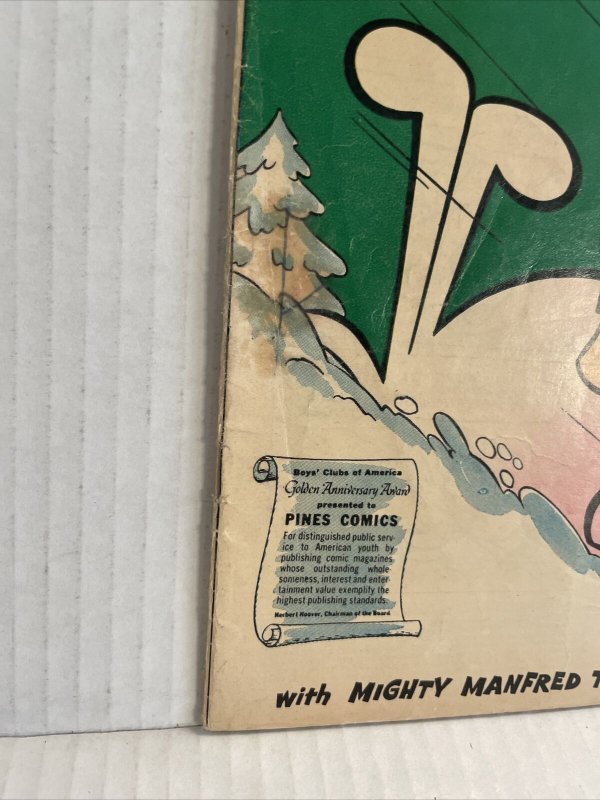 Boys' Clubs of America
Golden Anniversary Award
presented to
PINES COMICS
For distinguished public serv-
ice to American youth by
publishing comic magazines
whose outstanding whole-
someness, interest and enter-
tainment value exemplify the
highest publishing standards.
Herbert Hoover, Chairman of the Board
with MIGHTY MANFRED T